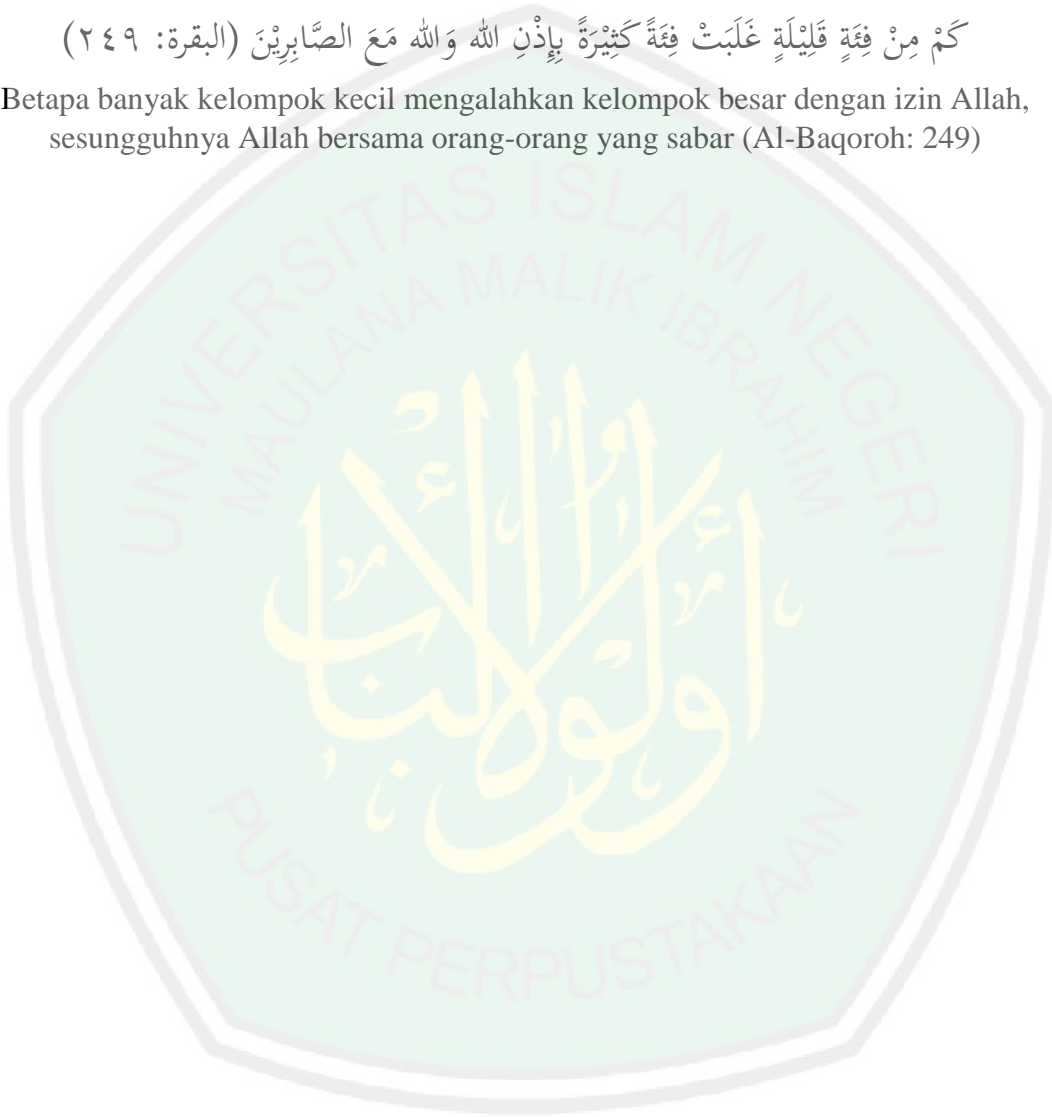 كَمْ مِنْ فِئَةٍ قَلِيْلَةٍ غَلَبَتْ فِئَةً كَثِيْرَةً بِإِذْنِ الله وَالله مَعَ الصَّابِرِيْنَ (البقرة: ٢٤٩)
Betapa banyak kelompok kecil mengalahkan kelompok besar dengan izin Allah,
sesungguhnya Allah bersama orang-orang yang sabar (Al-Baqoroh: 249)
UNIVERSITAS ISLAM NEGERI
MAULANA MALIK IBRAHIM
أولوا الألباب
PUSAT PERPUSTAKAAN